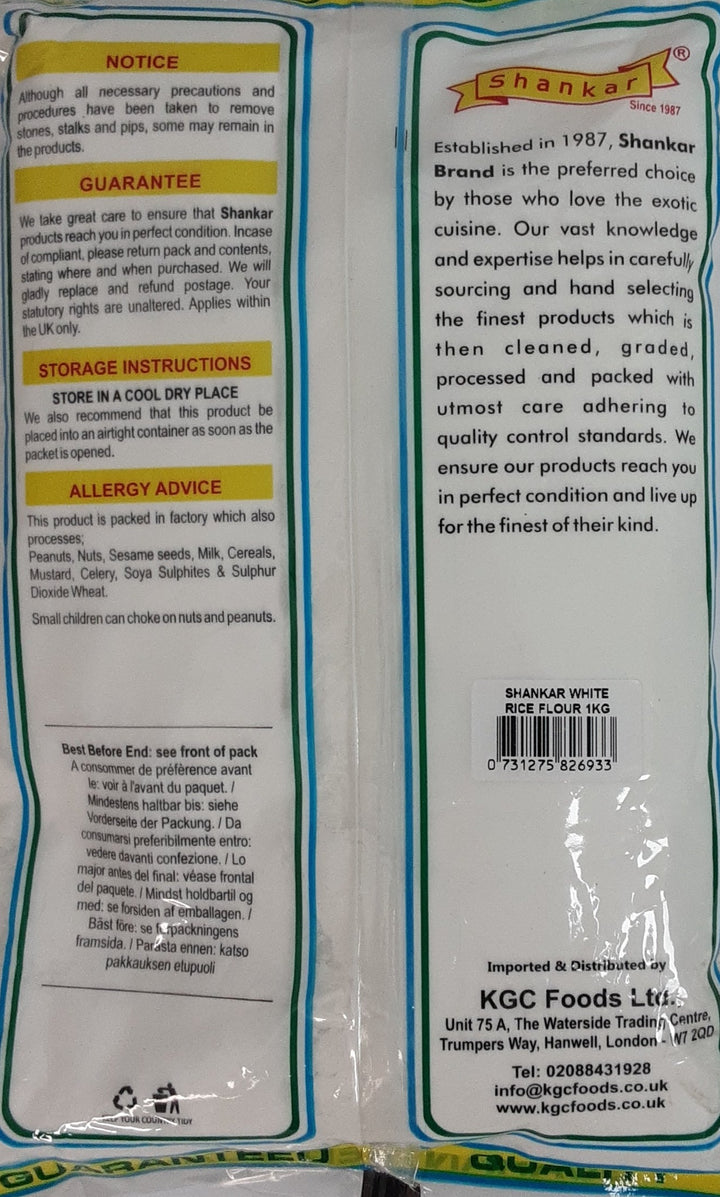 NOTICE
Although all necessary precautions and
procedures have been taken to remove
stones, stalks and pips, some may remain in
the products.
GUARANTEE
We take great care to ensure that Shankar
products reach you in perfect condition. Incase
of compliant, please return pack and contents,
stating where and when purchased. We will
gladly replace and refund postage. Your
statutory rights are unaltered. Applies within
the UK only.
STORAGE INSTRUCTIONS
STORE IN A COOL DRY PLACE
We also recommend that this product be
placed into an airtight container as soon as the
packet is opened.
ALLERGY ADVICE
This product is packed in factory which also
processes;
Peanuts, Nuts, Sesame seeds, Milk, Cereals,
Mustard, Celery, Soya Sulphites & Sulphur
Dioxide Wheat.
Small children can choke on nuts and peanuts.
Best Before End: see front of pack
A consommer de préfèrence avant
le: voir à l'avant du paquet. /
Mindestens haltbar bis: siehe
Vorderseite der Packung. / Da
consumarsi preferibilmente entro:
vedere davanti confezione. / Lo
major antes del final: véase frontal
del paquete. / Mindst holdbartil og
med: se forsiden af emballagen. /
Bäst före: se furpackningens
framsida. / Parasta ennen: katso
pakkauksen etupuoli
KEEP YOUR COUNTRY TIDY
Shankar ®
Since 1987
Established in 1987, Shankar
Brand is the preferred choice
by those who love the exotic
cuisine. Our vast knowledge
and expertise helps in carefully
sourcing and hand selecting
the finest products which is
then cleaned, graded,
processed and packed with
utmost care adhering to
quality control standards. We
ensure our products reach you
in perfect condition and live up
for the finest of their kind.
SHANKAR WHITE
RICE FLOUR 1KG
0 731275 826933
Imported & Distributed by
KGC Foods Ltd.
Unit 75 A, The Waterside Trading Centre,
Trumpers Way, Hanwell, London - W7 2QD
Tel: 02088431928
info@kgcfoods.co.uk
www.kgcfoods.co.uk
GUARANTEED
QUALITY